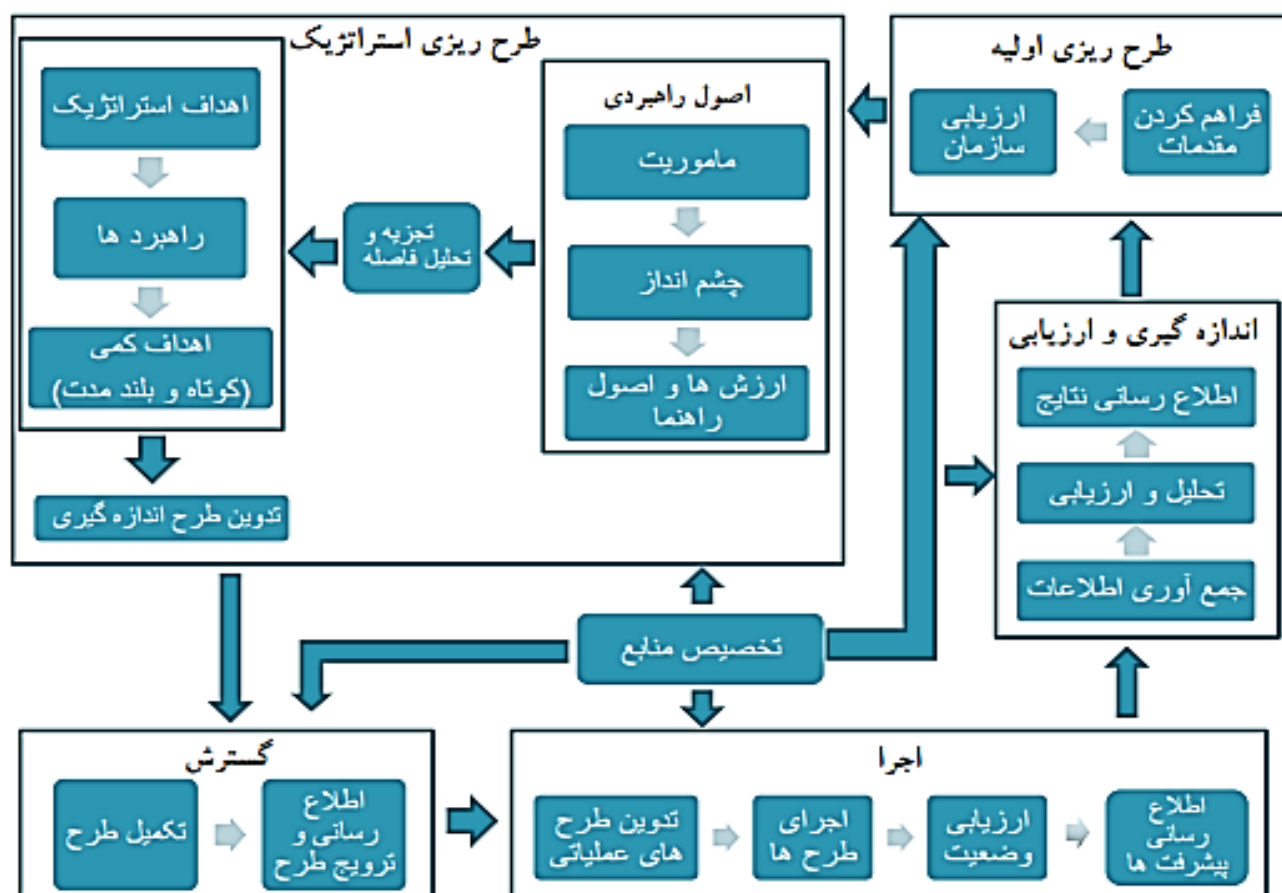 طرح ریزی اولیه
فراهم کردن
مقدمات
ارزیابی
سازمان
طرح ریزی استراتژیک
اصول راهبردی
ماموریت
چشم انداز
ارزش ها و اصول
راهنما
تجزیه و
تحلیل فاصله
اهداف استراتژیک
راهبرد ها
اهداف کمی
(کوتاه و بلند مدت)
تدوین طرح اندازه گیری
اندازه گیری و ارزیابی
اطلاع رسانی نتایج
تحلیل و ارزیابی
جمع آوری اطلاعات
تخصیص منابع
گسترش
تکمیل طرح
اطلاع
رسانی و
ترویج طرح
اجرا
تدوین طرح
های عملیاتی
اجرای
طرح ها
ارزیابی
وضعیت
اطلاع
رسانی
پیشرفت ها